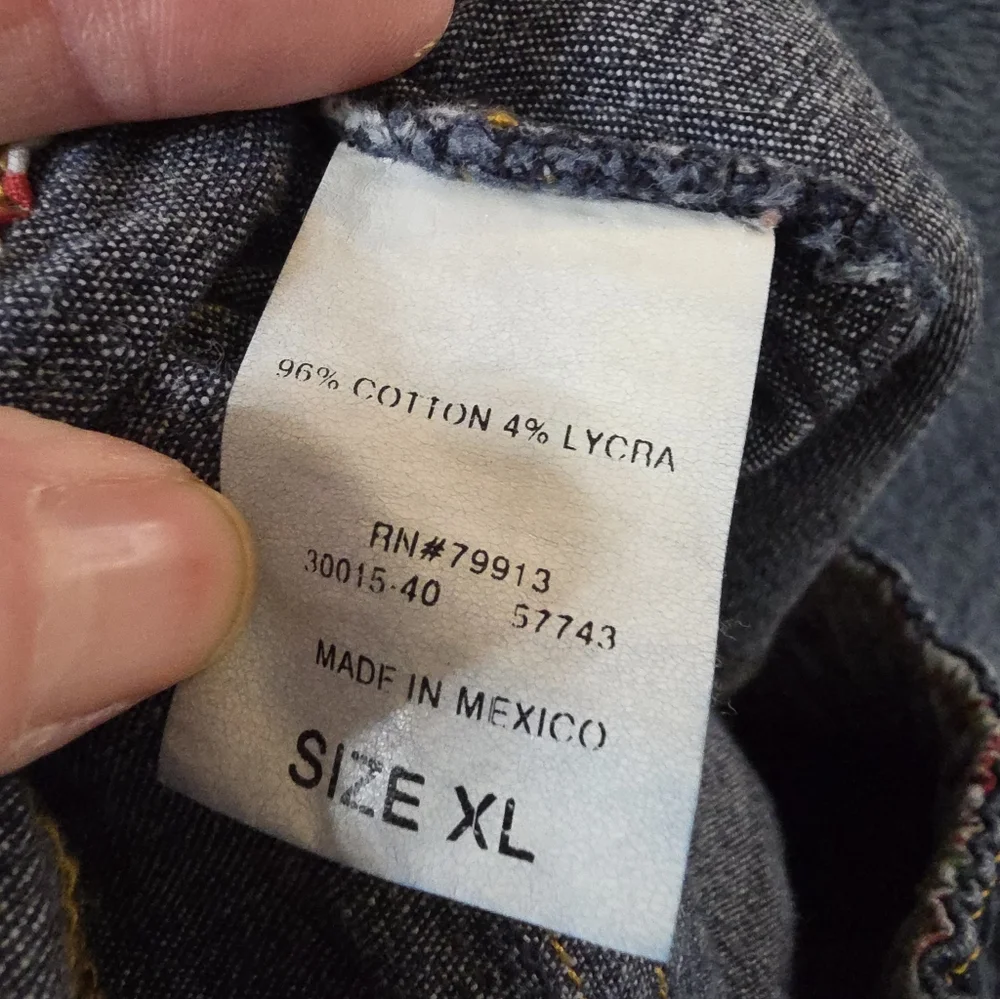 96% COTTON 4% LYCRA
RN#79913
30015-40 57743
MADE IN MEXICO
SIZE XL